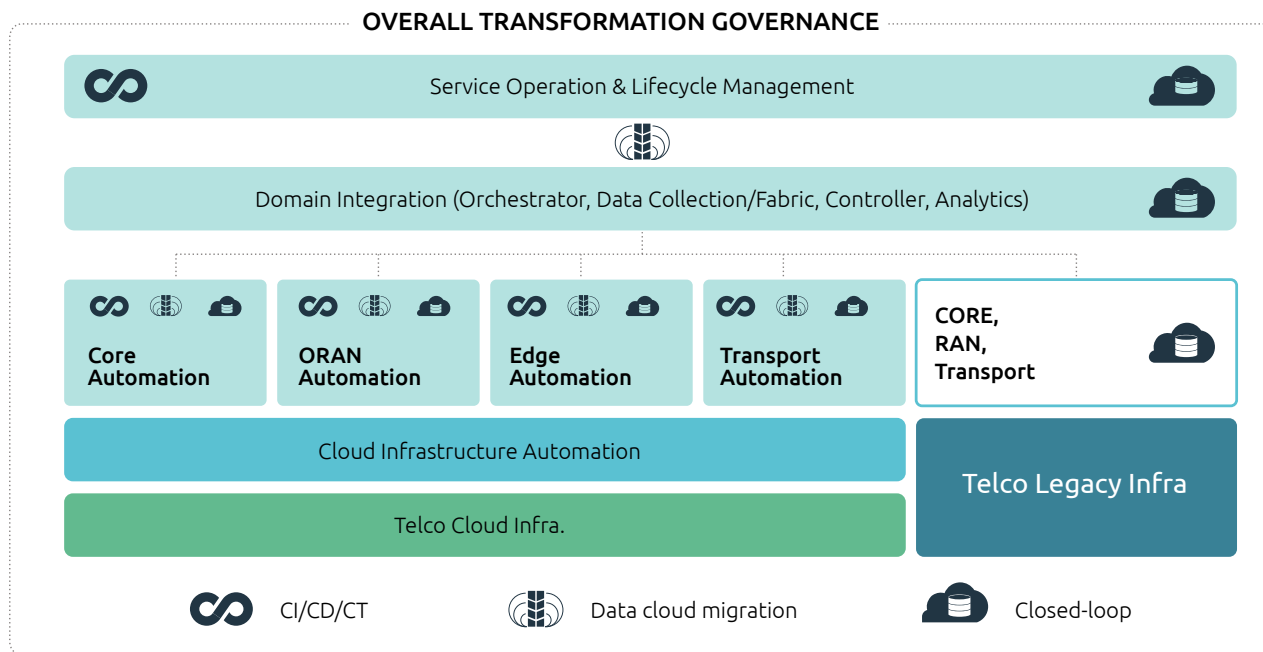 OVERALL TRANSFORMATION GOVERNANCE
Service Operation & Lifecycle Management
Domain Integration (Orchestrator, Data Collection/Fabric, Controller, Analytics)
Core
Automation
ORAN
Automation
Edge
Automation
Transport
Automation
CORE,
RAN,
Transport
Cloud Infrastructure Automation
Telco Legacy Infra
Telco Cloud Infra.
CI/CD/CT
Data cloud migration
Closed-loop